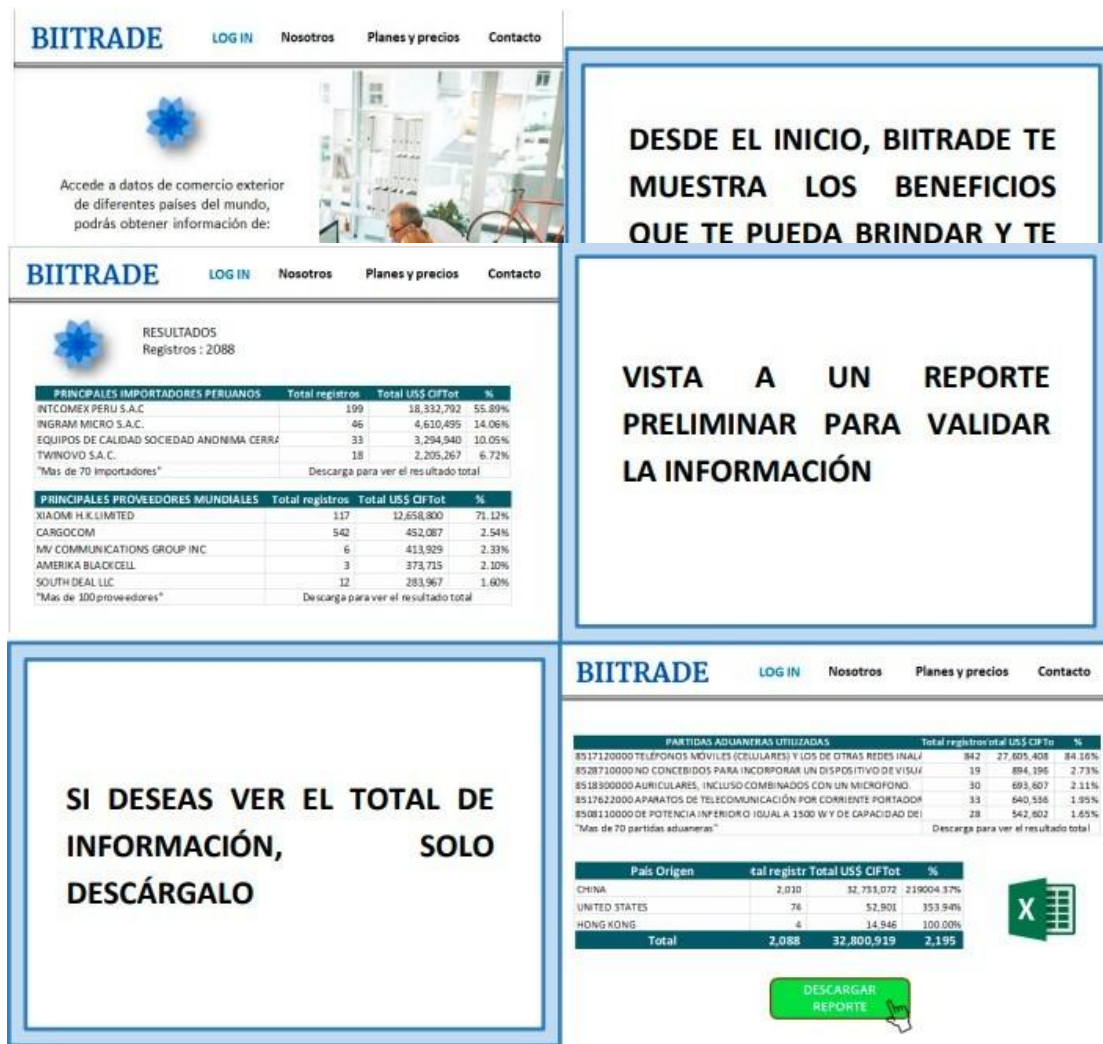 BIITRADE LOG IN Nosotros Planes y precios Contacto
Accede a datos de comercio exterior
de diferentes países del mundo,
podrás obtener información de:
DESDE EL INICIO, BIITRADE TE
MUESTRA LOS BENEFICIOS
QUE TE PUEDA BRINDAR Y TE
BIITRADE LOG IN Nosotros Planes y precios Contacto
RESULTADOS
Registros : 2088
PRINCIPALES IMPORTADORES PERUANOS Total registros Total US$ CIFTot %
INTCOMEX PERU S.A.C 199 18,332,792 55.89%
INGRAM MICRO S.A.C. 46 4,610,495 14.06%
EQUIPOS DE CALIDAD SOCIEDAD ANONIMA CERRA 33 3,294,940 10.05%
TWINOVO S.A.C. 18 2,205,267 6.72%
"Mas de 70 importadores" Descarga para ver el resultado total
PRINCIPALES PROVEEDORES MUNDIALES Total registros Total US$ CIFTot %
XIAOMI H.K.LIMITED 117 12,658,800 71.12%
CARGOCOM 542 452,087 2.54%
MV COMMUNICATIONS GROUP INC 6 413,929 2.33%
AMERIKA BLACKCELL 3 373,715 2.10%
SOUTH DEAL LLC 12 283,967 1.60%
"Mas de 100 proveedores" Descarga para ver el resultado total
VISTA A UN REPORTE
PRELIMINAR PARA VALIDAR
LA INFORMACIÓN
SI DESEAS VER EL TOTAL DE
INFORMACIÓN, SOLO
DESCÁRGALO
BIITRADE LOG IN Nosotros Planes y precios Contacto
PARTIDAS ADUANERAS UTILIZADAS Total registros otal US$ CIFTo %
8517120000 TELÉFONOS MÓVILES (CELULARES) Y LOS DE OTRAS REDES INALÁ 842 27,605,408 84.16%
8528710000 NO CONCEBIDOS PARA INCORPORAR UN DISPOSITIVO DE VISUA 19 894,196 2.73%
8518300000 AURICULARES, INCLUSO COMBINADOS CON UN MICROFONO. 30 693,607 2.11%
8517622000 APARATOS DE TELECOMUNICACIÓN POR CORRIENTE PORTADOR 33 640,536 1.95%
8508110000 DE POTENCIA INFERIOR O IGUAL A 1500 W Y DE CAPACIDAD DEI 28 542,602 1.65%
"Mas de 70 partidas aduaneras" Descarga para ver el resultado total
País Origen tal registr Total US$ CIFTot %
CHINA 2,010 32,733,072 219004.37%
UNITED STATES 74 52,901 353.94%
HONG KONG 4 14,946 100.00%
Total 2,088 32,800,919 2,195
X
DESCARGAR
REPORTE